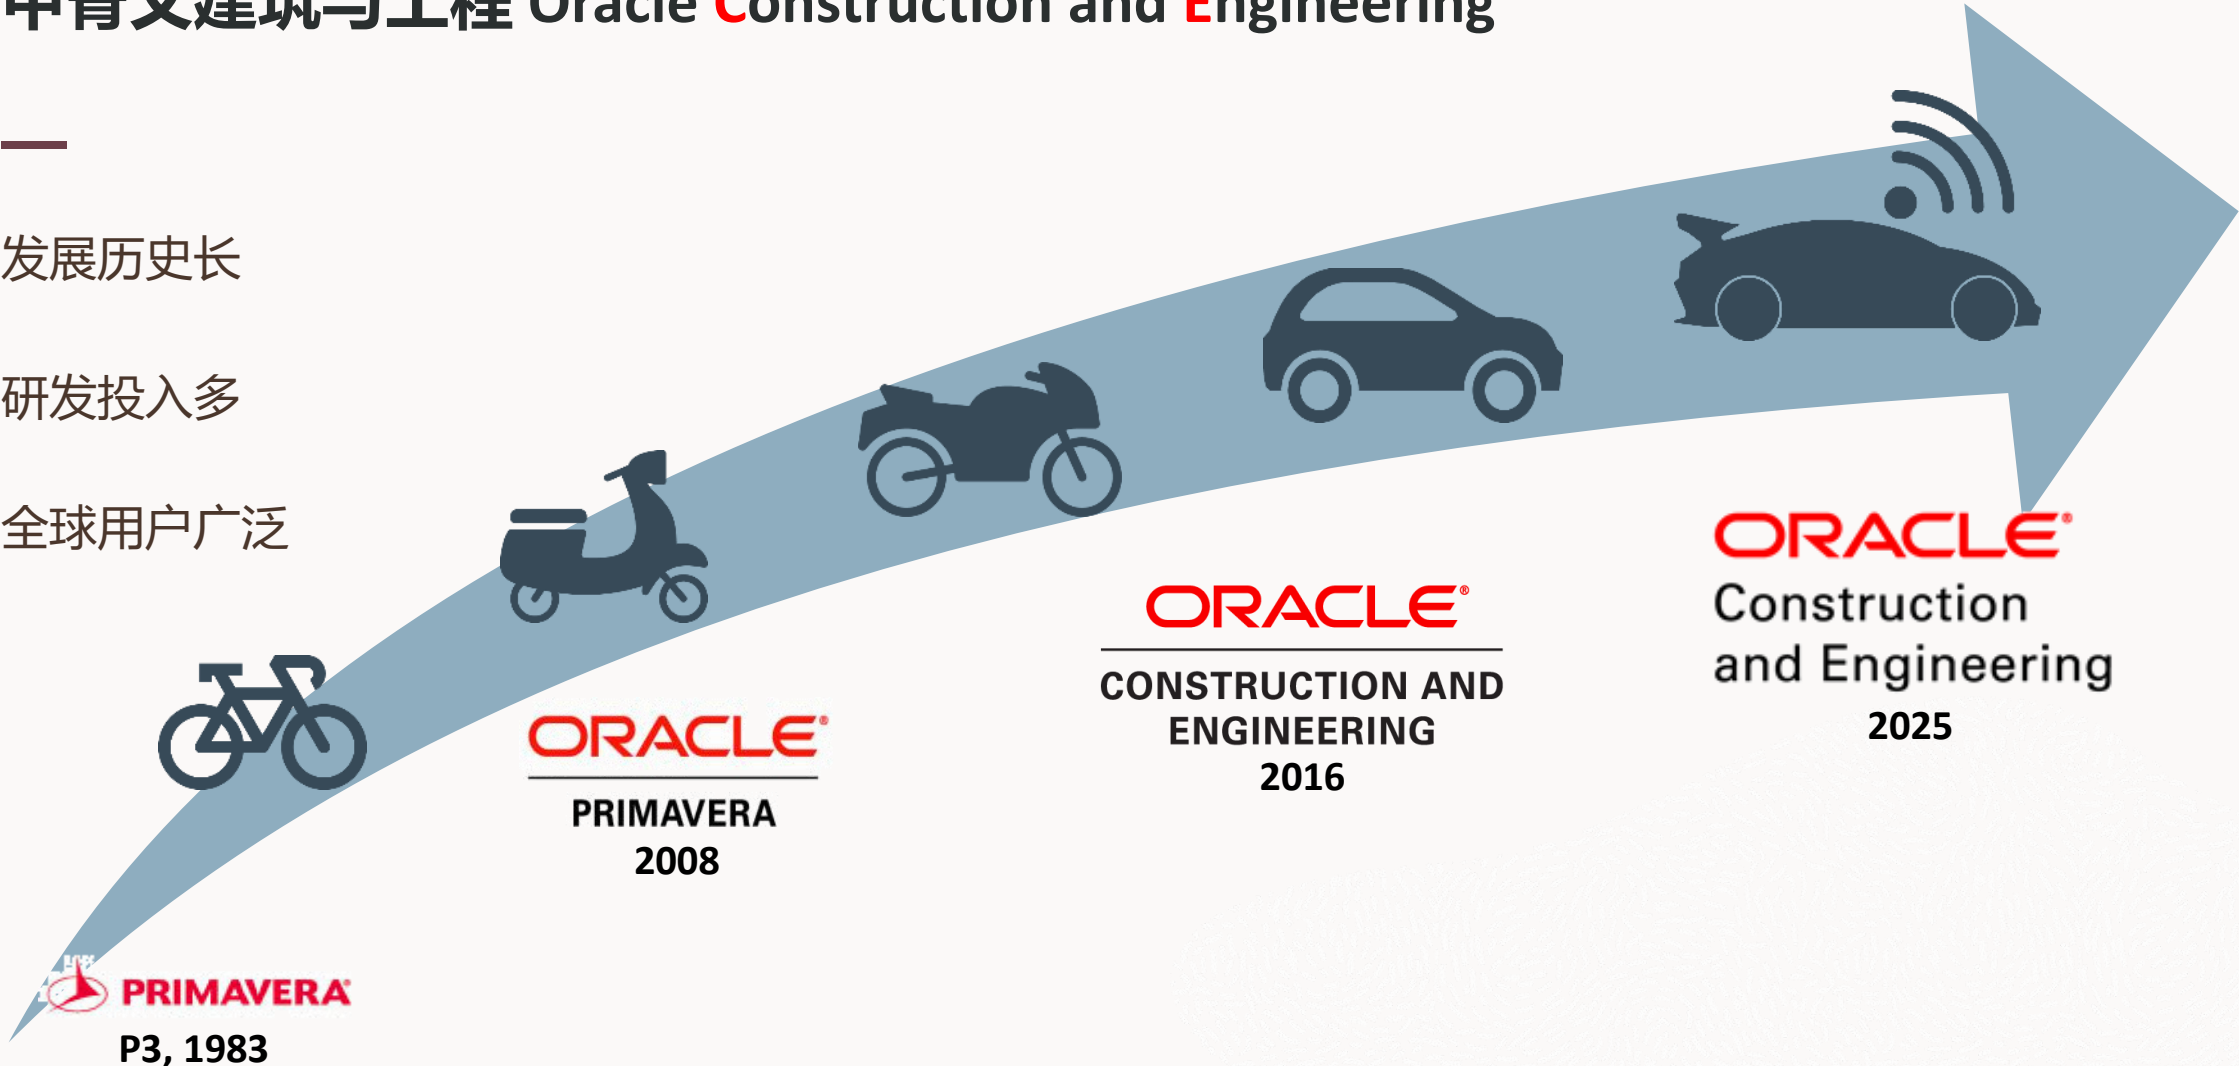 甲骨文建筑与工程 Oracle Construction and Engineering
发展历史长
研发投入多
全球用户广泛
ORACLE®
Construction
and Engineering
2025
ORACLE®
CONSTRUCTION AND
ENGINEERING
2016
ORACLE®
PRIMAVERA
2008
PRIMAVERA®
P3, 1983